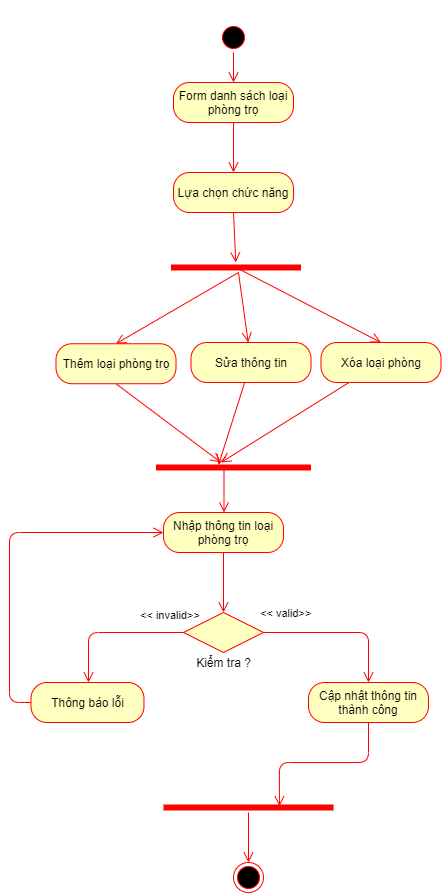 Form danh sách loại
phòng trọ
Lựa chọn chức năng
Thêm loại phòng trọ
Sửa thông tin
Xóa loại phòng
Nhập thông tin loại
phòng trọ
<< invalid>>
<< valid>>
Kiểm tra ?
Thông báo lỗi
Cập nhật thông tin
thành công